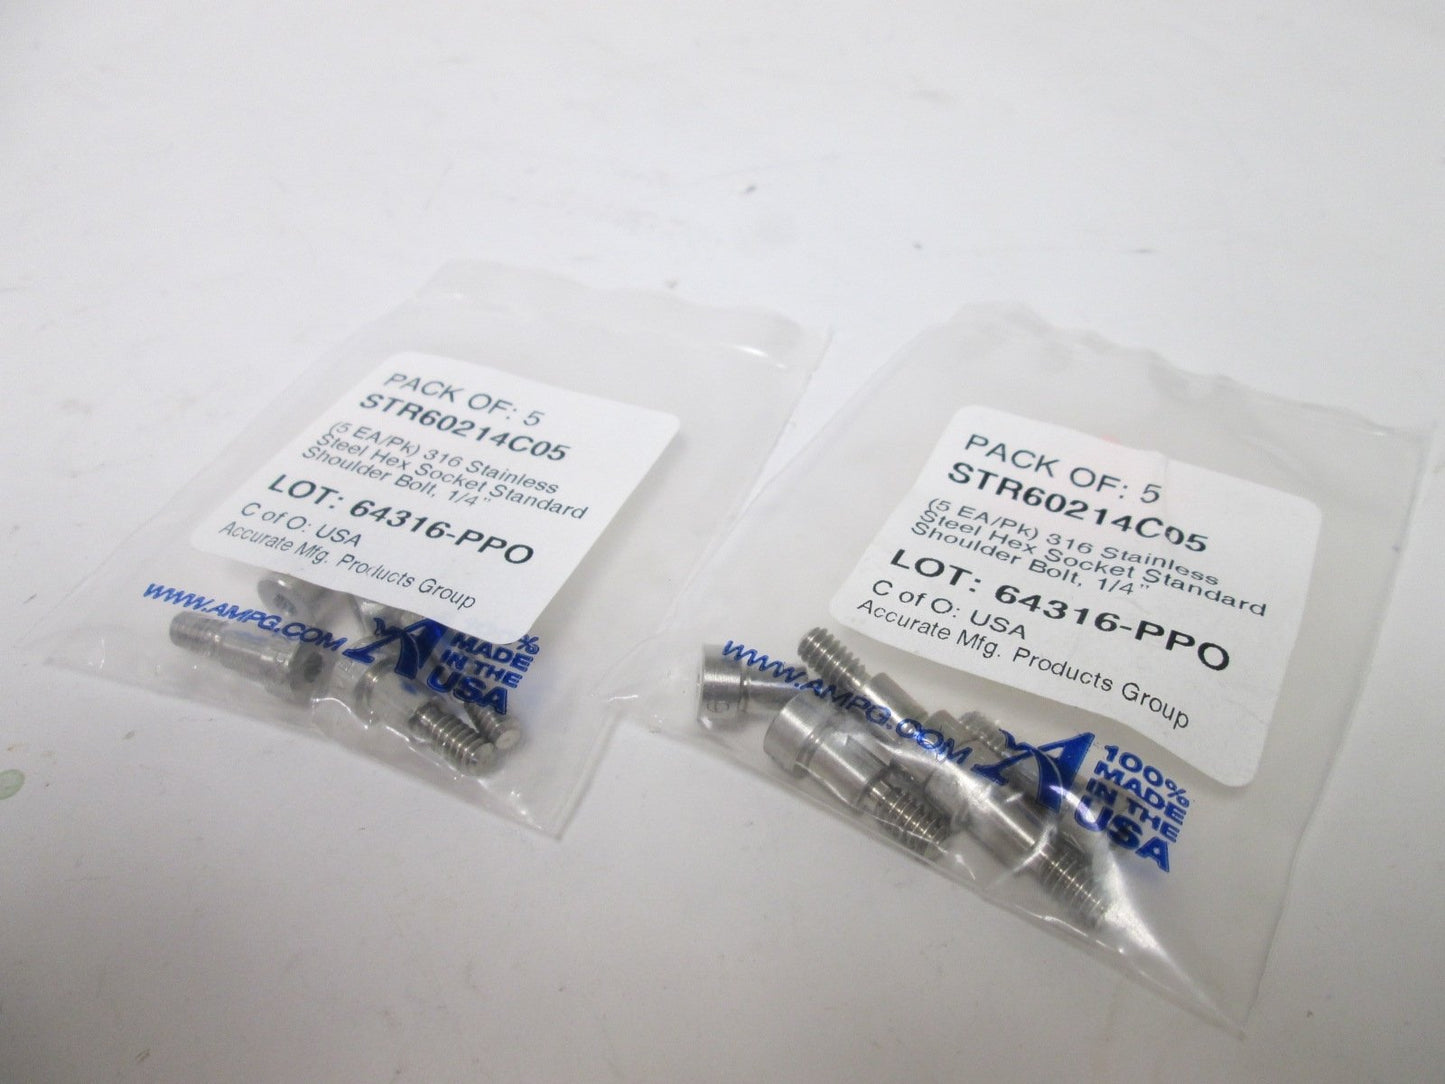 PACK OF: 5
STR60214C05
(5 EA/Pk) 316 Stainless
Steel Hex Socket Standard
Shoulder Bolt, 1/4"
LOT: 64316-PPO
C of O: USA
Accurate Mfg. Products Group
WWW.AMPG.COM
MADE
IN THE
USA
PACK OF: 5
STR60214C05
(5 EA/Pk) 316 Stainless
Steel Hex Socket Standard
Shoulder Bolt, 1/4"
LOT: 64316-PPO
C of O: USA
Accurate Mfg. Products Group
WWW.AMPG.COM
100%
MADE
IN THE
USA